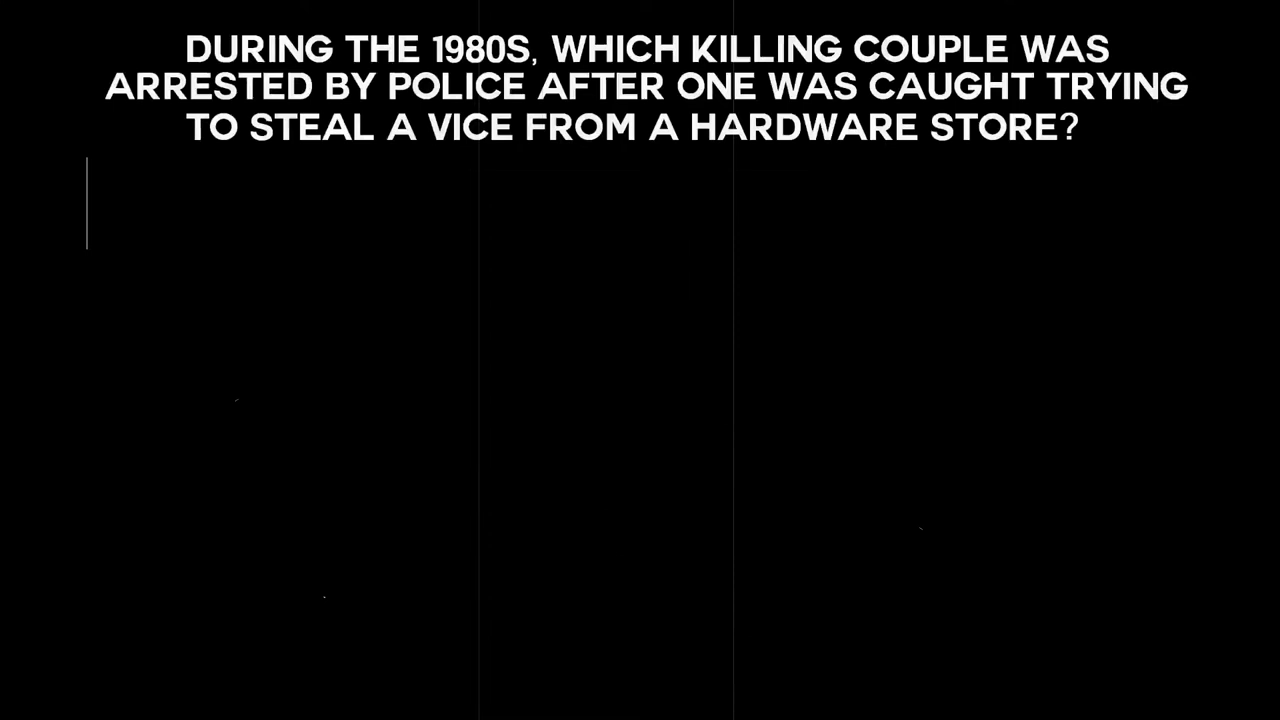 DURING THE 1980S, WHICH KILLING COUPLE WAS
ARRESTED BY POLICE AFTER ONE WAS CAUGHT TRYING
TO STEAL A VICE FROM A HARDWARE STORE?